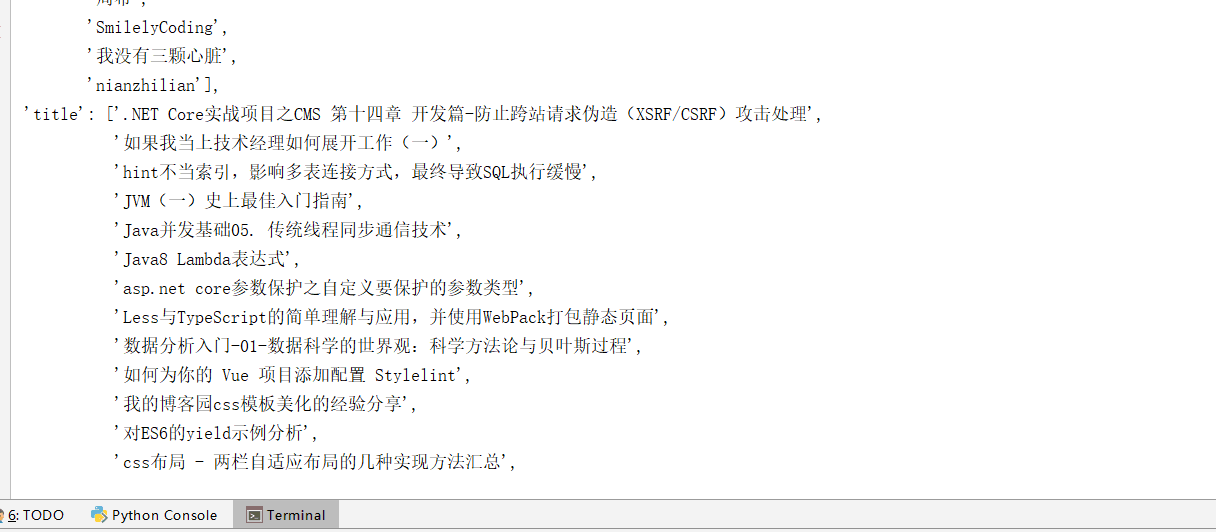 'SmilelyCoding',
'我没有三颗心脏',
'nianzhilian'],
'title': ['.NET Core实战项目之CMS 第十四章 开发篇-防止跨站请求伪造（XSRF/CSRF）攻击处理',
'如果我当上技术经理如何展开工作（一）',
'hint不当索引，影响多表连接方式，最终导致SQL执行缓慢',
'JVM（一）史上最佳入门指南',
'Java并发基础05. 传统线程同步通信技术',
'Java8 Lambda表达式',
'asp.net core参数保护之自定义要保护的参数类型',
'Less与TypeScript的简单理解与应用，并使用WebPack打包静态页面',
'数据分析入门-01-数据科学的世界观：科学方法论与贝叶斯过程',
'如何为你的 Vue 项目添加配置 Stylelint',
'我的博客园css模板美化的经验分享',
'对ES6的yield示例分析',
'css布局 - 两栏自适应布局的几种实现方法汇总',
6: TODO Python Console Terminal